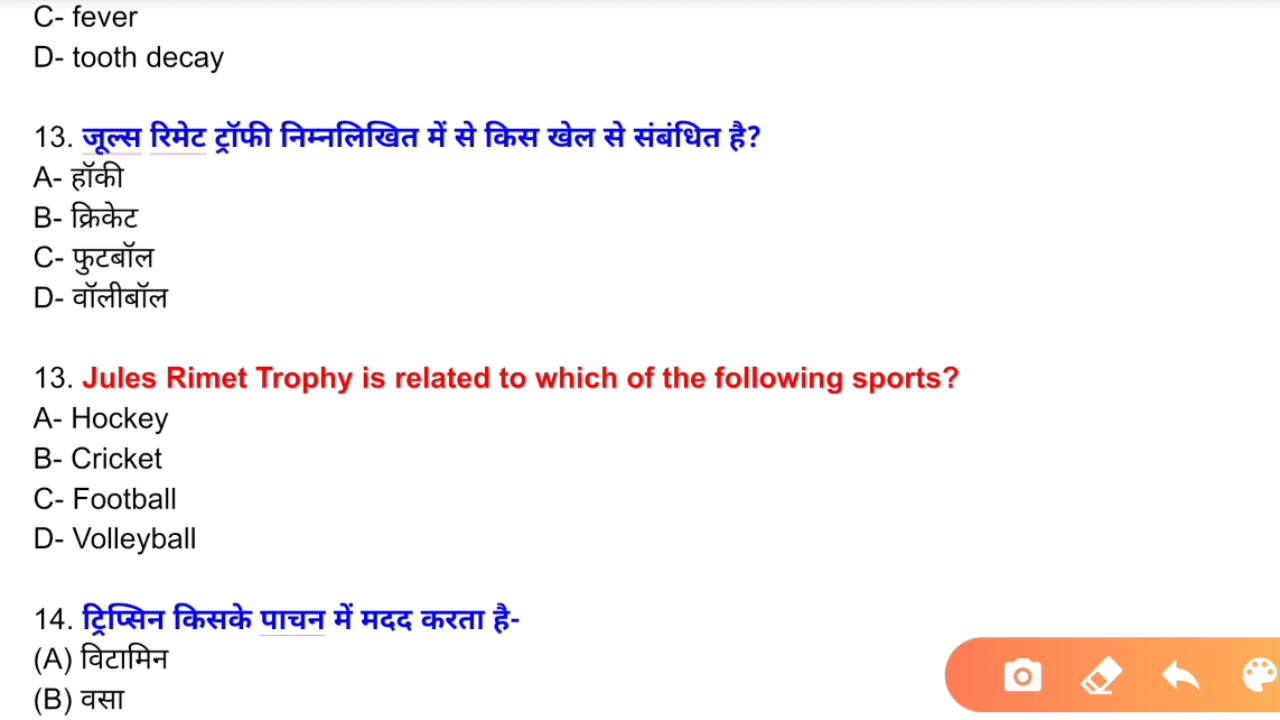 C- fever
D- tooth decay
13. जूल्स रिमेट ट्रॉफी निम्नलिखित में से किस खेल से संबंधित है?
A- हॉकी
B- क्रिकेट
C- फुटबॉल
D- वॉलीबॉल
13. Jules Rimet Trophy is related to which of the following sports?
A- Hockey
B- Cricket
C- Football
D- Volleyball
14. ट्रिप्सिन किसके पाचन में मदद करता है-
(A) विटामिन
(B) वसा